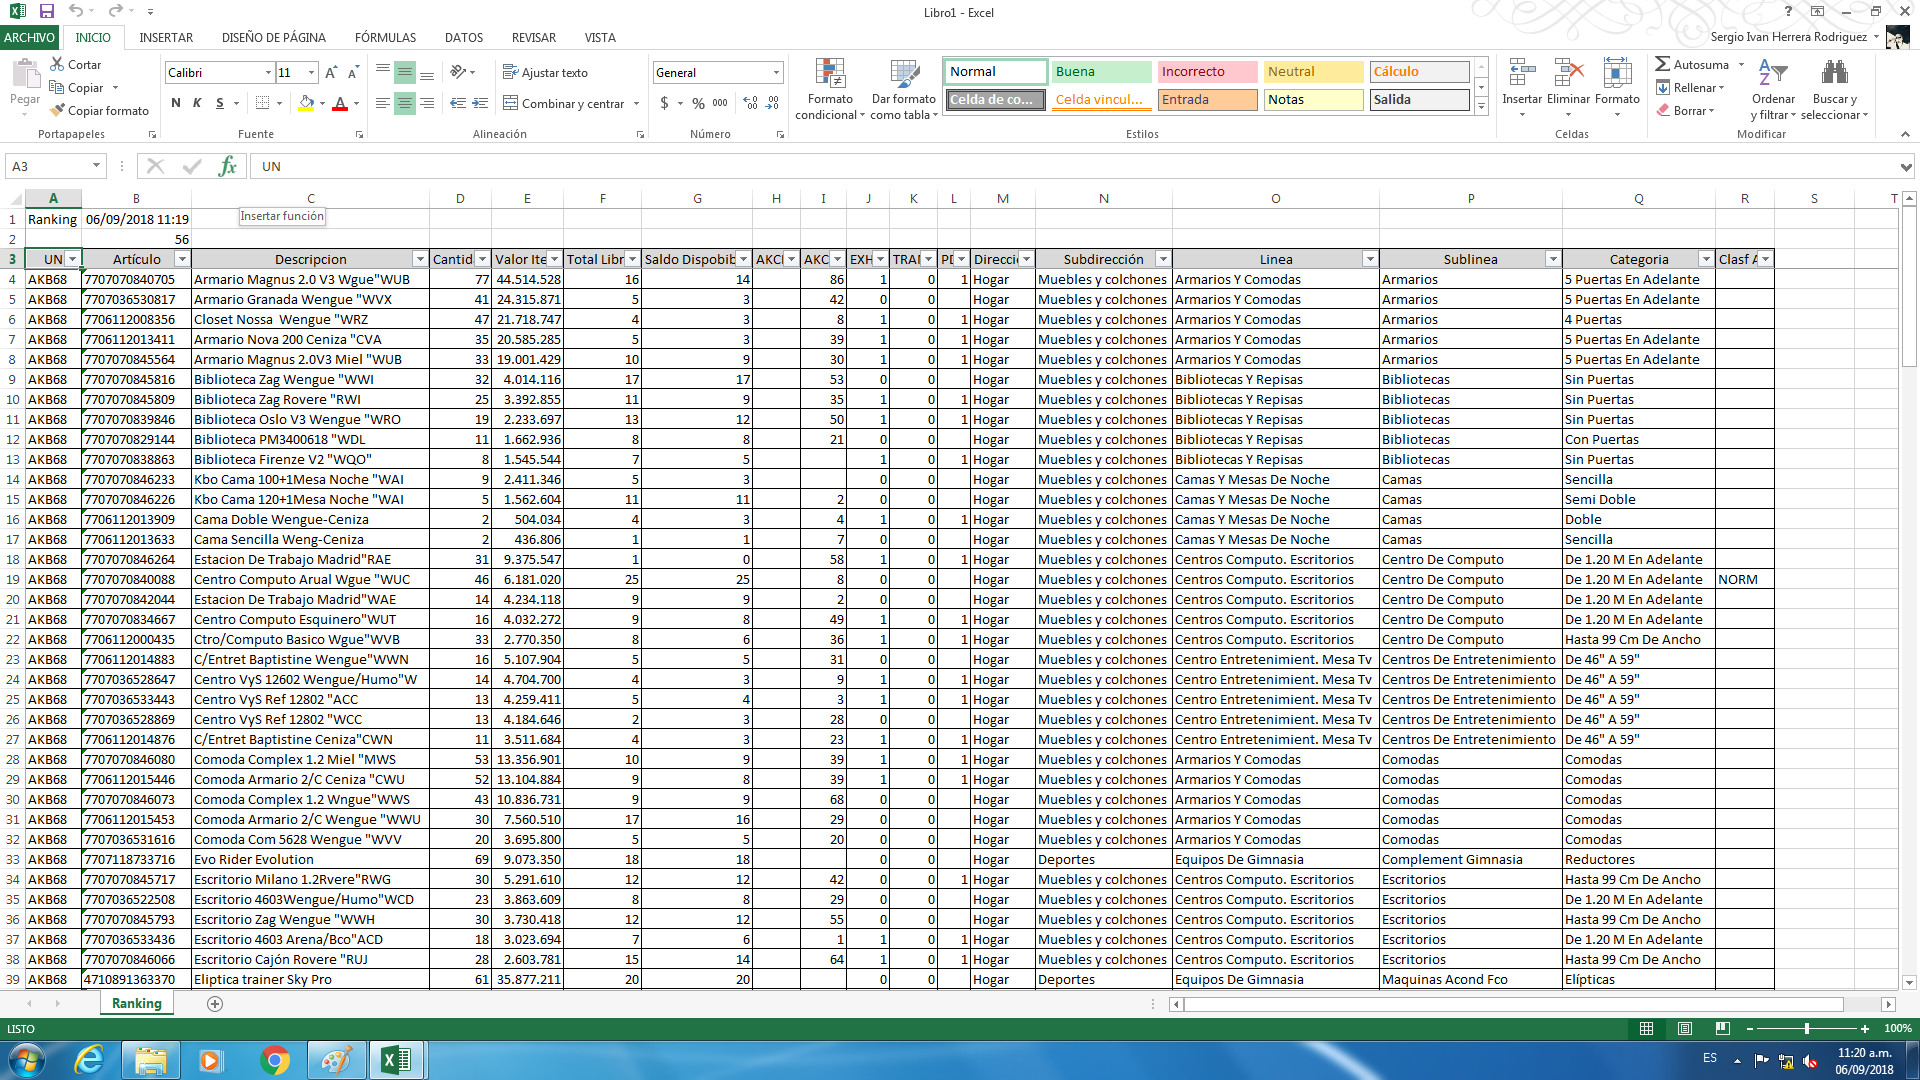 Libro1 - Excel
ARCHIVO INICIO INSERTAR DISEÑO DE PÁGINA FÓRMULAS DATOS REVISAR VISTA Sergio Ivan Herrera Rodriguez
Pegar Cortar Copiar Copiar formato Portapapeles
Calibri 11 N K S Fuente
Ajustar texto Combinar y centrar Alineación
General $ % 000 Número
Formato condicional Dar formato como tabla
Normal Buena Incorrecto Neutral Cálculo
Celda de co... Celda vincul... Entrada Notas Salida
Estilos
Insertar Eliminar Formato Celdas
Autosuma Rellenar Borrar Ordenar y filtrar Buscar y seleccionar Modificar
A3 fx UN
A B C D E F G H I J K L M N O P Q R S T
1 Ranking 06/09/2018 11:19 Insertar función
2 56
3 UN Artículo Descripcion Cantida Valor Ite Total Libr Saldo Dispobib AKC EXH Direcci Subdirección Linea Sublinea Categoria Clasf A
4 AKB68 7707070840705 Armario Magnus 2.0 V3 Wgue"WUB 77 44.514.528 16 14 86 1 0 1 Hogar Muebles y colchones Armarios Y Comodas Armarios 5 Puertas En Adelante
5 AKB68 7707036530817 Armario Granada Wengue "WVX 41 24.315.871 5 3 42 0 0 Hogar Muebles y colchones Armarios Y Comodas Armarios 5 Puertas En Adelante
6 AKB68 7706112008356 Closet Nossa  Wengue "WRZ 47 21.718.747 4 3 8 1 0 1 Hogar Muebles y colchones Armarios Y Comodas Armarios 4 Puertas
7 AKB68 7706112013411 Armario Nova 200 Ceniza "CVA 35 20.585.285 5 3 39 1 0 1 Hogar Muebles y colchones Armarios Y Comodas Armarios 5 Puertas En Adelante
8 AKB68 7707070845564 Armario Magnus 2.0V3 Miel "WUB 33 19.001.429 10 9 30 1 0 1 Hogar Muebles y colchones Armarios Y Comodas Armarios 5 Puertas En Adelante
9 AKB68 7707070845816 Biblioteca Zag Wengue "WWI 32 4.014.116 17 17 53 0 0 Hogar Muebles y colchones Bibliotecas Y Repisas Bibliotecas Sin Puertas
10 AKB68 7707070845809 Biblioteca Zag Rovere "RWI 25 3.392.855 11 9 35 1 0 1 Hogar Muebles y colchones Bibliotecas Y Repisas Bibliotecas Sin Puertas
11 AKB68 7707070839846 Biblioteca Oslo V3 Wengue "WRO 19 2.233.697 13 12 50 1 0 1 Hogar Muebles y colchones Bibliotecas Y Repisas Bibliotecas Sin Puertas
12 AKB68 7707070829144 Biblioteca PM3400618 "WDL 11 1.662.936 8 8 21 0 0 Hogar Muebles y colchones Bibliotecas Y Repisas Bibliotecas Con Puertas
13 AKB68 7707070838863 Biblioteca Firenze V2 "WQO" 8 1.545.544 7 5 1 0 1 Hogar Muebles y colchones Bibliotecas Y Repisas Bibliotecas Sin Puertas
14 AKB68 7707070846233 Kbo Cama 100+1Mesa Noche "WAI 9 2.411.346 5 3 0 0 Hogar Muebles y colchones Camas Y Mesas De Noche Camas Sencilla
15 AKB68 7707070846226 Kbo Cama 120+1Mesa Noche "WAI 5 1.562.604 11 11 2 0 0 Hogar Muebles y colchones Camas Y Mesas De Noche Camas Semi Doble
16 AKB68 7706112013909 Cama Doble Wengue-Ceniza 2 504.034 4 3 4 1 0 1 Hogar Muebles y colchones Camas Y Mesas De Noche Camas Doble
17 AKB68 7706112013633 Cama Sencilla Weng-Ceniza 2 436.806 1 1 7 0 0 Hogar Muebles y colchones Camas Y Mesas De Noche Camas Sencilla
18 AKB68 7707070846264 Estacion De Trabajo Madrid"RAE 31 9.375.547 1 0 58 1 0 1 Hogar Muebles y colchones Centros Computo. Escritorios Centro De Computo De 1.20 M En Adelante
19 AKB68 7707070840088 Centro Computo Arual Wgue "WUC 46 6.181.020 25 25 8 0 0 Hogar Muebles y colchones Centros Computo. Escritorios Centro De Computo De 1.20 M En Adelante NORM
20 AKB68 7707070842044 Estacion De Trabajo Madrid"WAE 14 4.234.118 9 9 2 0 0 Hogar Muebles y colchones Centros Computo. Escritorios Centro De Computo De 1.20 M En Adelante
21 AKB68 7707070834667 Centro Computo Esquinero"WUT 16 4.032.272 9 8 49 1 0 1 Hogar Muebles y colchones Centros Computo. Escritorios Centro De Computo De 1.20 M En Adelante
22 AKB68 7706112000435 Ctro/Computo Basico Wgue"WVB 33 2.770.350 8 6 36 1 0 1 Hogar Muebles y colchones Centros Computo. Escritorios Centro De Computo Hasta 99 Cm De Ancho
23 AKB68 7706112014883 C/Entret Baptistine Wengue"WWN 16 5.107.904 5 5 31 0 0 Hogar Muebles y colchones Centro Entretenimient. Mesa Tv Centros De Entretenimiento De 46" A 59"
24 AKB68 7707036528647 Centro VyS 12602 Wengue/Humo"W 14 4.704.700 4 3 9 1 0 1 Hogar Muebles y colchones Centro Entretenimient. Mesa Tv Centros De Entretenimiento De 46" A 59"
25 AKB68 7707036533443 Centro VyS Ref 12802 "ACC 13 4.259.411 5 4 3 1 0 1 Hogar Muebles y colchones Centro Entretenimient. Mesa Tv Centros De Entretenimiento De 46" A 59"
26 AKB68 7707036528869 Centro VyS Ref 12802 "WCC 13 4.184.646 2 3 28 0 0 Hogar Muebles y colchones Centro Entretenimient. Mesa Tv Centros De Entretenimiento De 46" A 59"
27 AKB68 7706112014876 C/Entret Baptistine Ceniza"CWN 11 3.511.684 4 3 23 1 0 1 Hogar Muebles y colchones Centro Entretenimient. Mesa Tv Centros De Entretenimiento De 46" A 59"
28 AKB68 7707070846080 Comoda Complex 1.2 Miel "MWS 53 13.356.901 10 9 39 1 0 1 Hogar Muebles y colchones Armarios Y Comodas Comodas Comodas
29 AKB68 7706112015446 Comoda Armario 2/C Ceniza "CWU 52 13.104.884 9 8 39 1 0 1 Hogar Muebles y colchones Armarios Y Comodas Comodas Comodas
30 AKB68 7707070846073 Comoda Complex 1.2 Wngue"WWS 43 10.836.731 9 9 68 0 0 Hogar Muebles y colchones Armarios Y Comodas Comodas Comodas
31 AKB68 7706112015453 Comoda Armario 2/C Wengue "WWU 30 7.560.510 17 16 29 0 0 Hogar Muebles y colchones Armarios Y Comodas Comodas Comodas
32 AKB68 7707036531616 Comoda Com 5628 Wengue "WVV 20 3.695.800 5 5 20 0 0 Hogar Muebles y colchones Armarios Y Comodas Comodas Comodas
33 AKB68 7707118733716 Evo Rider Evolution 69 9.073.350 18 18 0 0 Hogar Deportes Equipos De Gimnasia Complement Gimnasia Reductores
34 AKB68 7707070845717 Escritorio Milano 1.2Rvere"RWG 30 5.291.610 12 12 42 0 0 1 Hogar Muebles y colchones Centros Computo. Escritorios Escritorios Hasta 99 Cm De Ancho
35 AKB68 7707036522508 Escritorio 4603Wengue/Humo"WCD 23 3.863.609 8 8 29 0 0 Hogar Muebles y colchones Centros Computo. Escritorios Escritorios De 1.20 M En Adelante
36 AKB68 7707070845793 Escritorio Zag Wengue "WWH 30 3.730.418 12 12 55 0 0 Hogar Muebles y colchones Centros Computo. Escritorios Escritorios Hasta 99 Cm De Ancho
37 AKB68 7707036533436 Escritorio 4603 Arena/Bco"ACD 18 3.023.694 7 6 1 1 0 1 Hogar Muebles y colchones Centros Computo. Escritorios Escritorios De 1.20 M En Adelante
38 AKB68 7707070846066 Escritorio Cajón Rovere "RUJ 28 2.603.781 15 14 64 1 0 1 Hogar Muebles y colchones Centros Computo. Escritorios Escritorios Hasta 99 Cm De Ancho
39 AKB68 4710891363370 Eliptica trainer Sky Pro 61 35.877.211 20 20 0 0 Hogar Deportes Equipos De Gimnasia Maquinas Acond Fco Elípticas
Ranking
LISTO 100%
ES 11:20 a.m.
06/09/2018